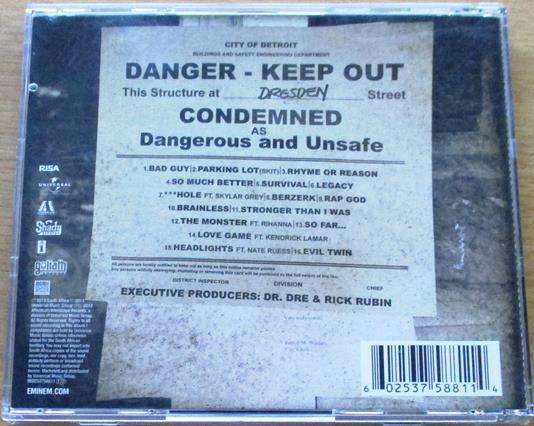 CITY OF DETROIT
BUILDINGS AND SAFETY ENGINEERING DEPARTMENT
DANGER - KEEP OUT
This Structure at DRESDEN Street
CONDEMNED
AS
Dangerous and Unsafe
1.BAD GUY|2.PARKING LOT(SKIT)|3.RHYME OR REASON
4.SO MUCH BETTER|5.SURVIVAL|6.LEGACY
7.***HOLE FT. SKYLAR GREY|8.BERZERK|9.RAP GOD
10.BRAINLESS|11.STRONGER THAN I WAS
12.THE MONSTER FT. RIHANNA|13.SO FAR...
14.LOVE GAME FT. KENDRICK LAMAR
15.HEADLIGHTS FT. NATE RUESS|16.EVIL TWIN
DISTRICT INSPECTOR DIVISION CHIEF
EXECUTIVE PRODUCERS: DR. DRE & RICK RUBIN
RISA
UNIVERSAL
Shady
goliath
EMINEM.COM
6 02537 58811 4